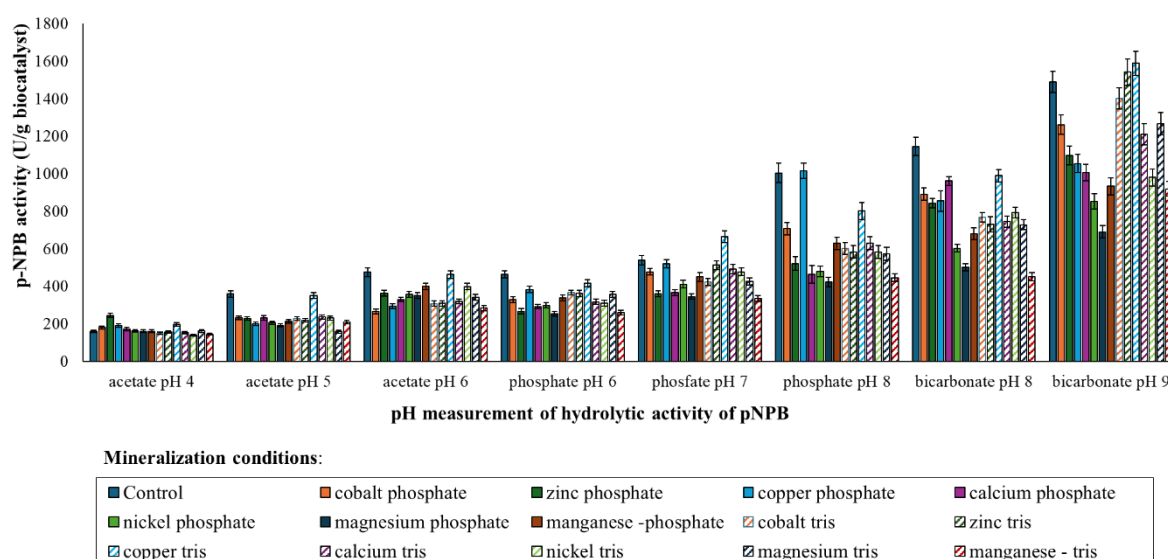 p-NPB activity (U/g biocatalyst)
1800
1600
1400
1200
1000
800
600
400
200
0
acetate pH 4 acetate pH 5 acetate pH 6 phosphate pH 6 phosfate pH 7 phosphate pH 8 bicarbonate pH 8 bicarbonate pH 9
pH measurement of hydrolytic activity of pNPB
Mineralization conditions:
Control cobalt phosphate zinc phosphate copper phosphate calcium phosphate
nickel phosphate magnesium phosphate manganese -phosphate cobalt tris zinc tris
copper tris calcium tris nickel tris magnesium tris manganese - tris